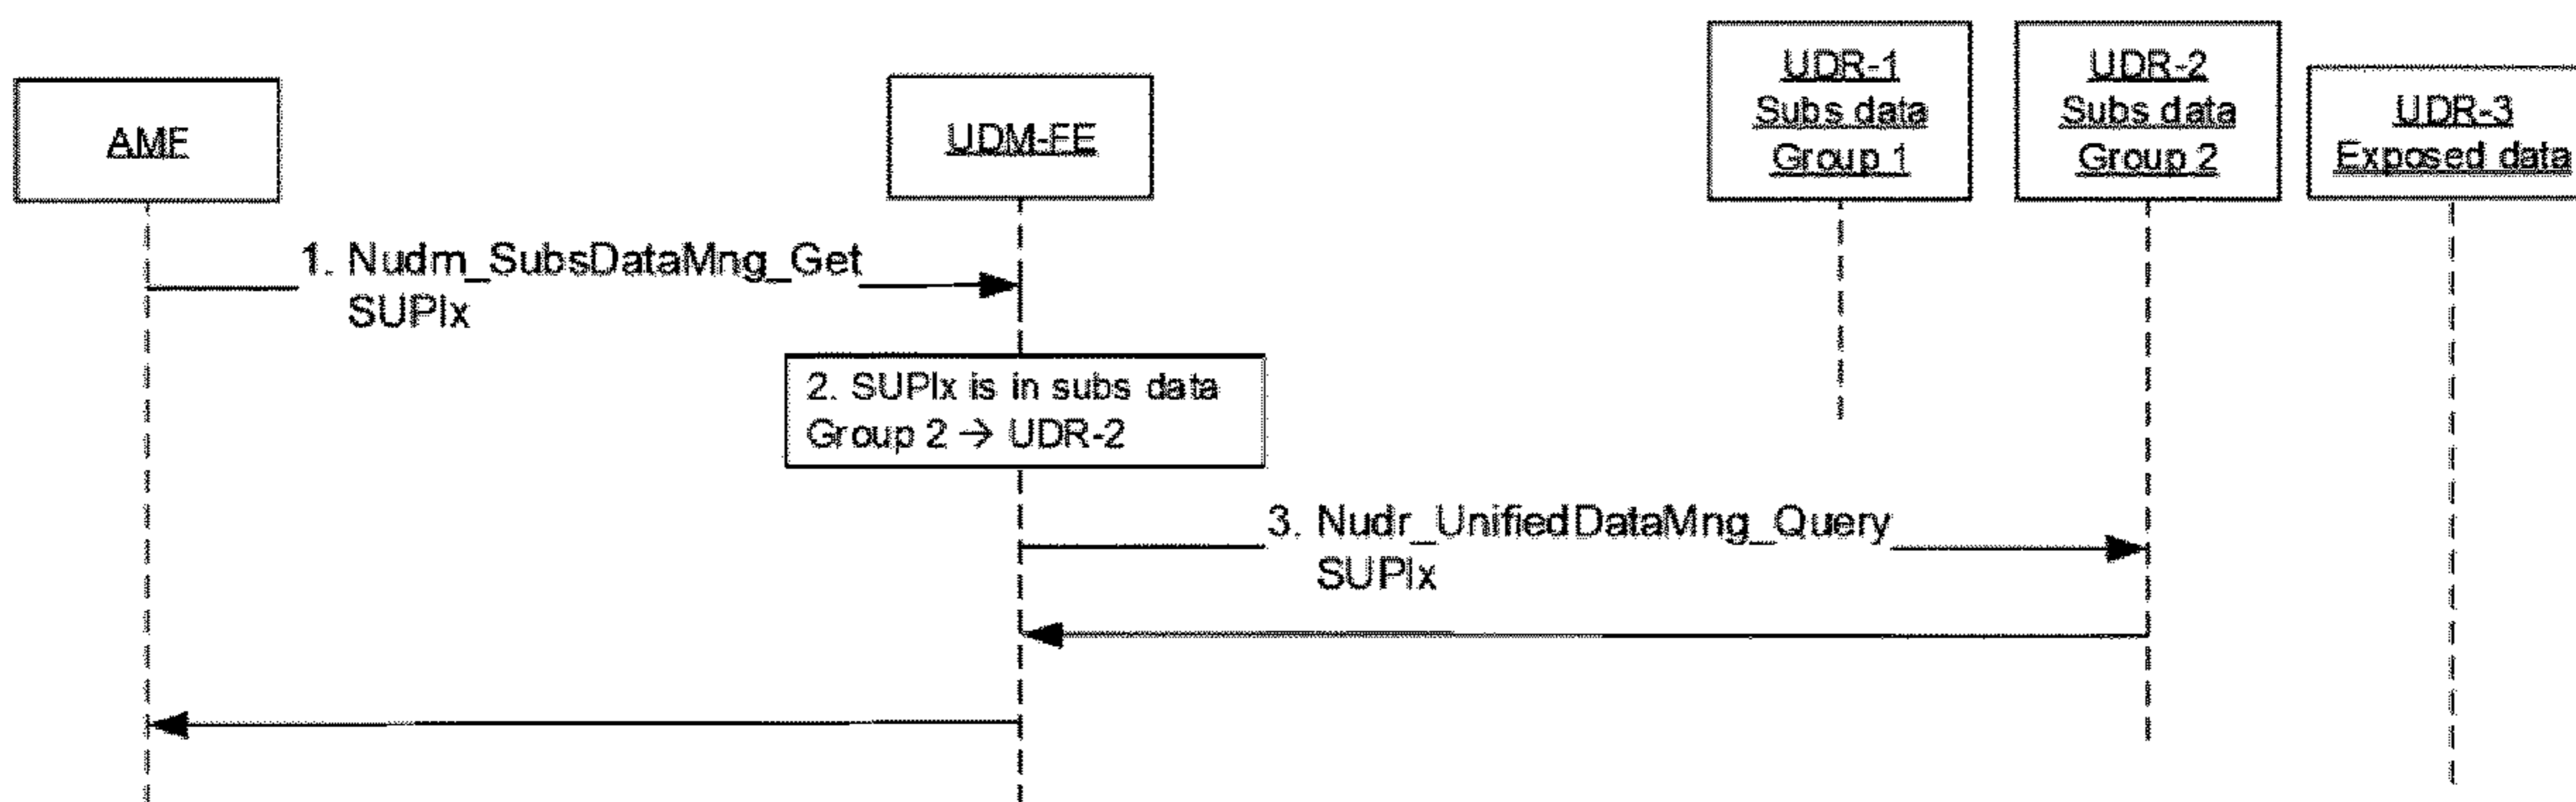 AMF
UDM-FE
UDR-1
Subs data
Group 1
UDR-2
Subs data
Group 2
UDR-3
Exposed data
1. Nudm_SubsDataMng_Get
SUPIx
2. SUPIx is in subs data
Group 2 → UDR-2
3. Nudr_UnifiedDataMng_Query
SUPIx